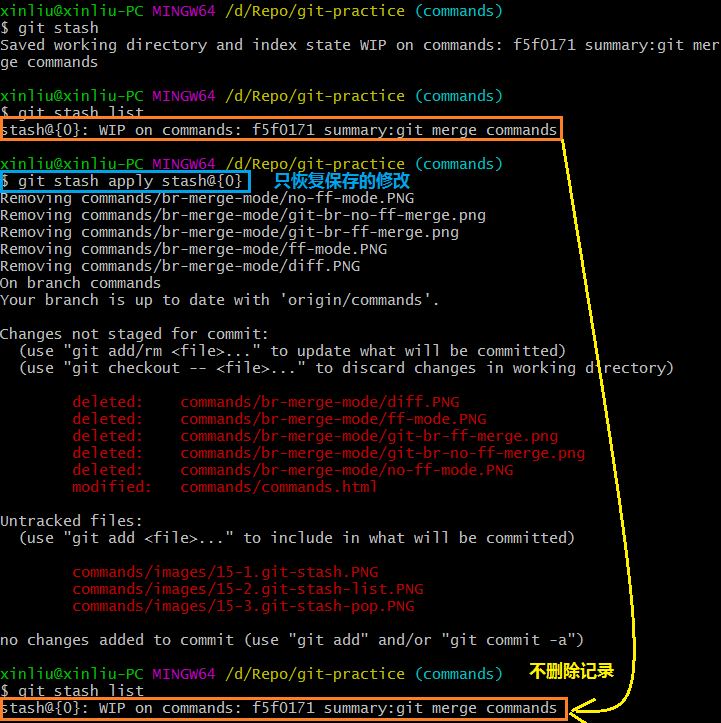 xinliu@xinliu-PC MINGW64 /d/Repo/git-practice (commands)
$ git stash
Saved working directory and index state WIP on commands: f5f0171 summary:git mer
ge commands
xinliu@xinliu-PC MINGW64 /d/Repo/git-practice (commands)
$ git stash list
stash@{0}: WIP on commands: f5f0171 summary:git merge commands
xinliu@xinliu-PC MINGW64 /d/Repo/git-practice (commands)
$ git stash apply stash@{0} 只恢复保存的修改
Removing commands/br-merge-mode/no-ff-mode.PNG
Removing commands/br-merge-mode/git-br-no-ff-merge.png
Removing commands/br-merge-mode/git-br-ff-merge.png
Removing commands/br-merge-mode/ff-mode.PNG
Removing commands/br-merge-mode/diff.PNG
On branch commands
Your branch is up to date with 'origin/commands'.
Changes not staged for commit:
(use "git add/rm <file>..." to update what will be committed)
(use "git checkout -- <file>..." to discard changes in working directory)
deleted: commands/br-merge-mode/diff.PNG
deleted: commands/br-merge-mode/ff-mode.PNG
deleted: commands/br-merge-mode/git-br-ff-merge.png
deleted: commands/br-merge-mode/git-br-no-ff-merge.png
deleted: commands/br-merge-mode/no-ff-mode.PNG
modified: commands/commands.html
Untracked files:
(use "git add <file>..." to include in what will be committed)
commands/images/15-1.git-stash.PNG
commands/images/15-2.git-stash-list.PNG
commands/images/15-3.git-stash-pop.PNG
no changes added to commit (use "git add" and/or "git commit -a")
xinliu@xinliu-PC MINGW64 /d/Repo/git-practice (commands) 不删除记录
$ git stash list
stash@{0}: WIP on commands: f5f0171 summary:git merge commands